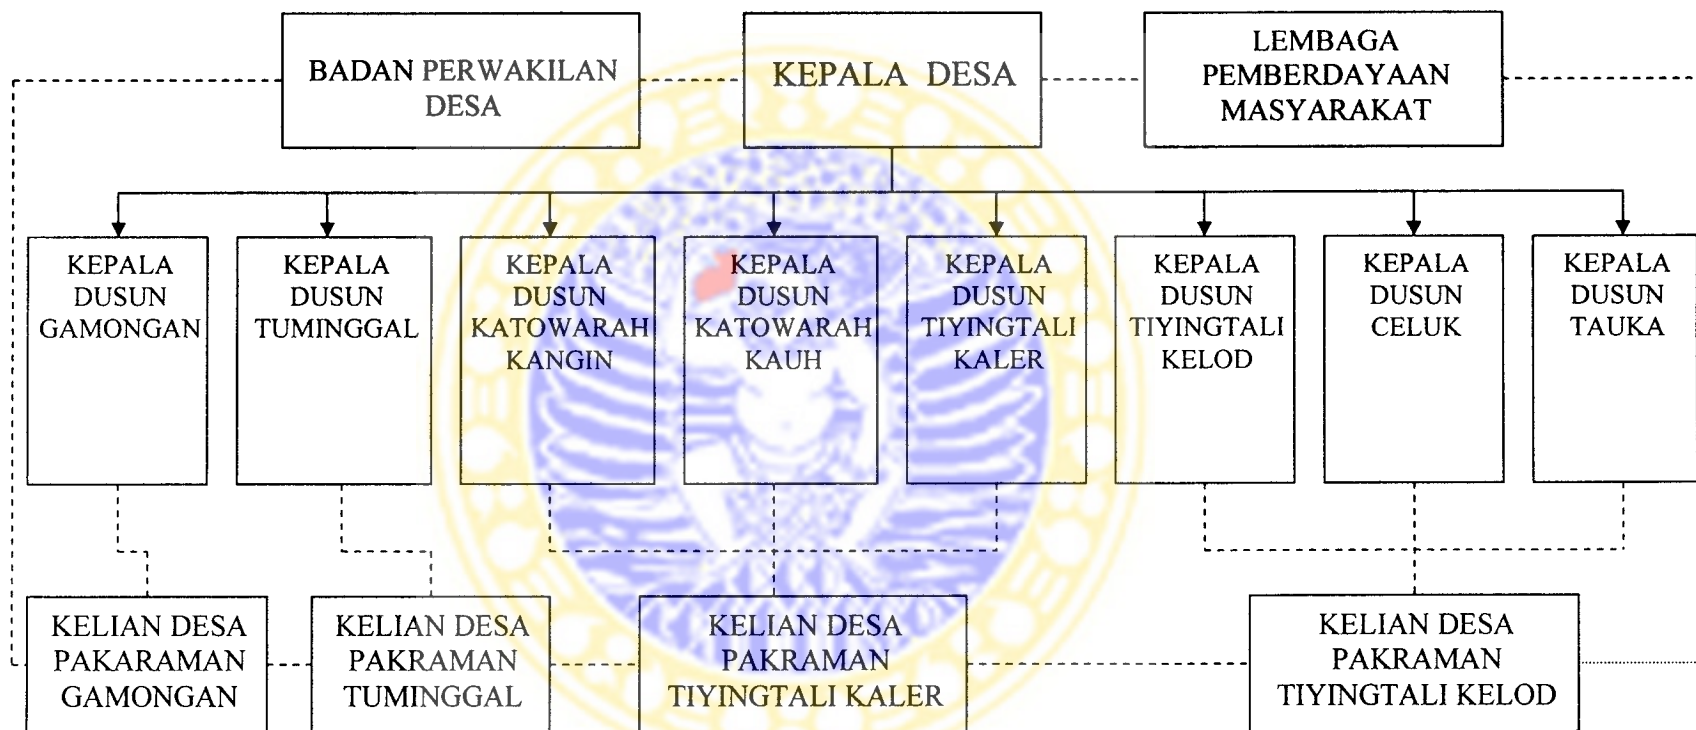 BADAN PERWAKILAN
DESA
KEPALA DESA
LEMBAGA
PEMBERDAYAAN
MASYARAKAT
KEPALA
DUSUN
GAMONGAN
KEPALA
DUSUN
TUMINGGAL
KEPALA
DUSUN
KATOWARAH
KANGIN
KEPALA
DUSUN
KATOWARAH
KAUH
KEPALA
DUSUN
TIYINGTALI
KALER
KEPALA
DUSUN
TIYINGTALI
KELOD
KEPALA
DUSUN
CELUK
KEPALA
DUSUN
TAUKA
KELIAN DESA
PAKARAMAN
GAMONGAN
KELIAN DESA
PAKRAMAN
TUMINGGAL
KELIAN DESA
PAKRAMAN
TIYINGTALI KALER
KELIAN DESA
PAKRAMAN
TIYINGTALI KELOD